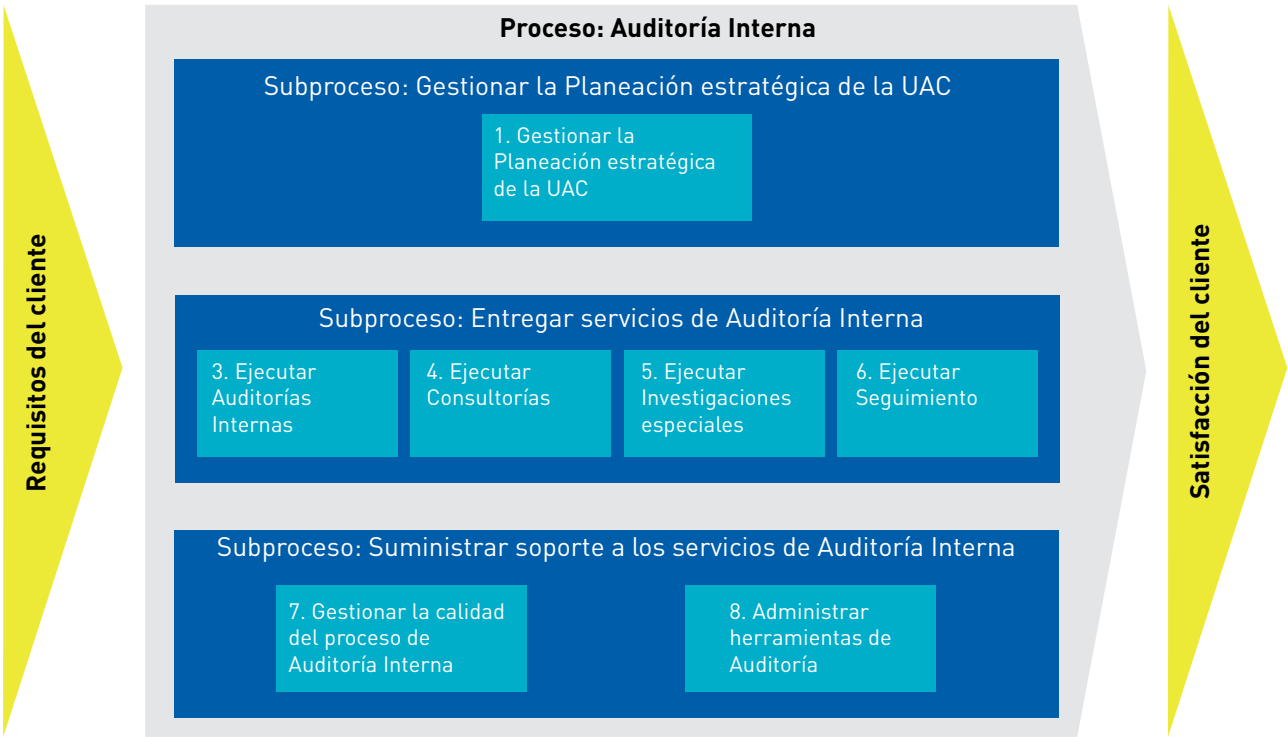 Proceso: Auditoría Interna
Requisitos del cliente
Subproceso: Gestionar la Planeación estratégica de la UAC
1. Gestionar la
Planeación estratégica
de la UAC
Subproceso: Entregar servicios de Auditoría Interna
3. Ejecutar
Auditorías
Internas
4. Ejecutar
Consultorías
5. Ejecutar
Investigaciones
especiales
6. Ejecutar
Seguimiento
Subproceso: Suministrar soporte a los servicios de Auditoría Interna
7. Gestionar la calidad
del proceso de
Auditoría Interna
8. Administrar
herramientas de
Auditoría
Satisfacción del cliente